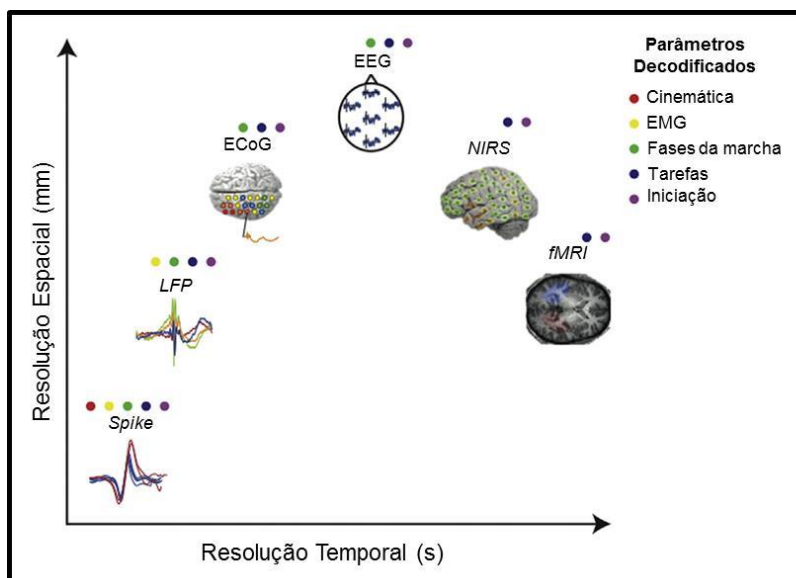 EEG
ECoG
NIRS
fMRI
LFP
Spike
Resolução Espacial (mm)
Resolução Temporal (s)
Parâmetros
Decodificados
Cinemática
EMG
Fases da marcha
Tarefas
Iniciação